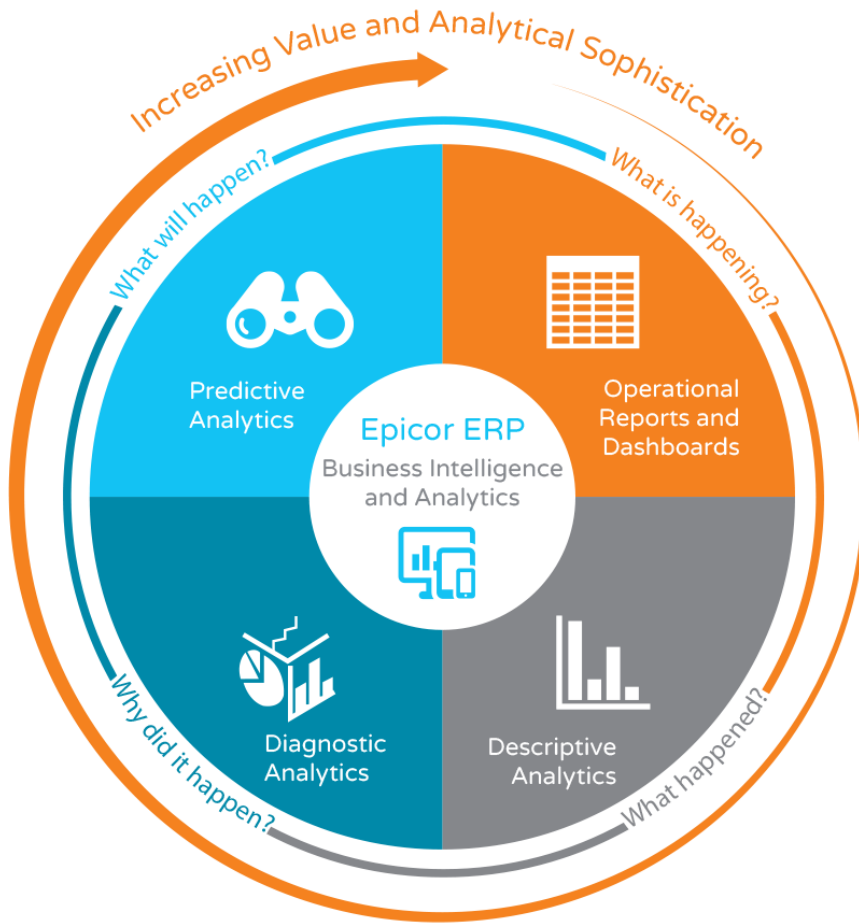 Increasing Value and Analytical Sophistication
What will happen?
What is happening?
Predictive
Analytics
Operational
Reports and
Dashboards
Epicor ERP
Business Intelligence
and Analytics
Diagnostic
Analytics
Descriptive
Analytics
Why did it happen?
What happened?